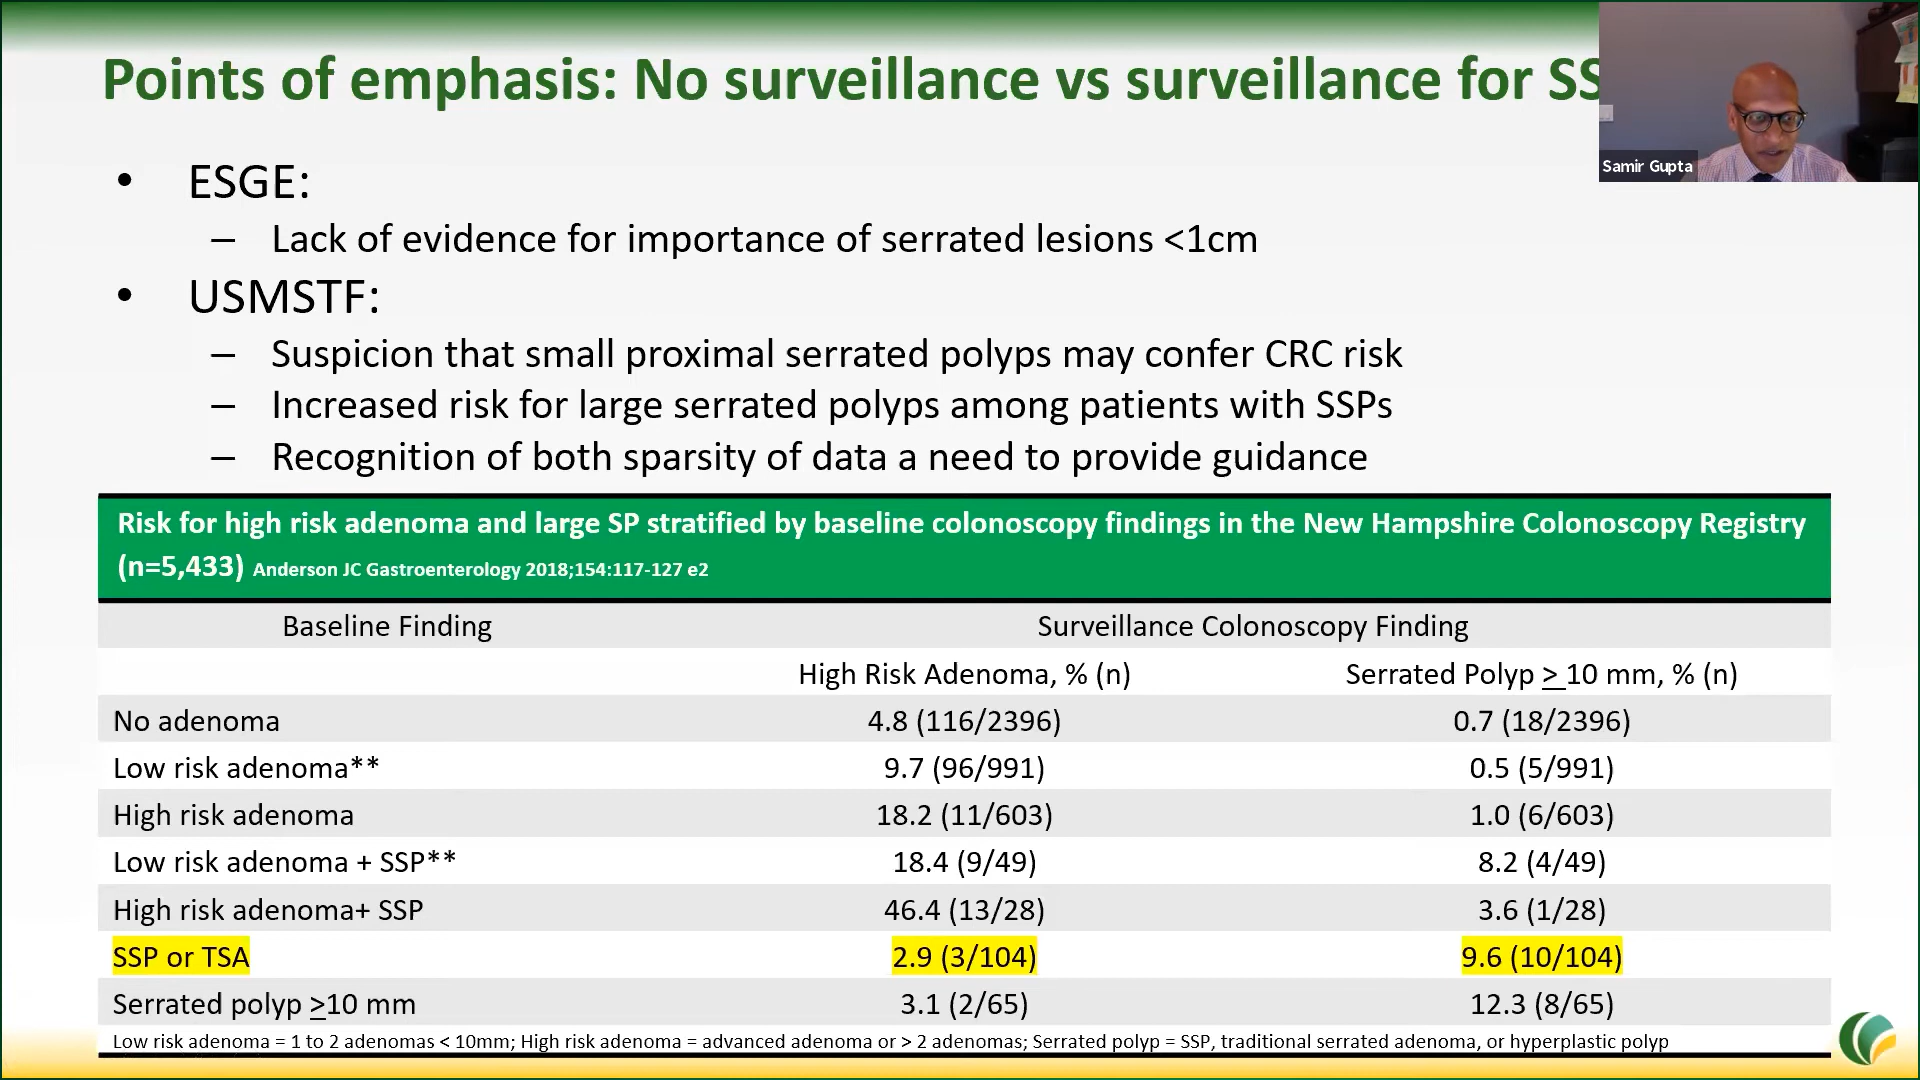 Points of emphasis: No surveillance vs surveillance for SS
Samir Gupta
• ESGE:
– Lack of evidence for importance of serrated lesions <1cm
• USMSTF:
– Suspicion that small proximal serrated polyps may confer CRC risk
– Increased risk for large serrated polyps among patients with SSPs
– Recognition of both sparsity of data a need to provide guidance
Risk for high risk adenoma and large SP stratified by baseline colonoscopy findings in the New Hampshire Colonoscopy Registry
(n=5,433) Anderson JC Gastroenterology 2018;154:117-127 e2
Baseline Finding Surveillance Colonoscopy Finding
High Risk Adenoma, % (n) Serrated Polyp > 10 mm, % (n)
No adenoma 4.8 (116/2396) 0.7 (18/2396)
Low risk adenoma** 9.7 (96/991) 0.5 (5/991)
High risk adenoma 18.2 (11/603) 1.0 (6/603)
Low risk adenoma + SSP** 18.4 (9/49) 8.2 (4/49)
High risk adenoma+ SSP 46.4 (13/28) 3.6 (1/28)
SSP or TSA 2.9 (3/104) 9.6 (10/104)
Serrated polyp >10 mm 3.1 (2/65) 12.3 (8/65)
Low risk adenoma = 1 to 2 adenomas < 10mm; High risk adenoma = advanced adenoma or > 2 adenomas; Serrated polyp = SSP, traditional serrated adenoma, or hyperplastic polyp